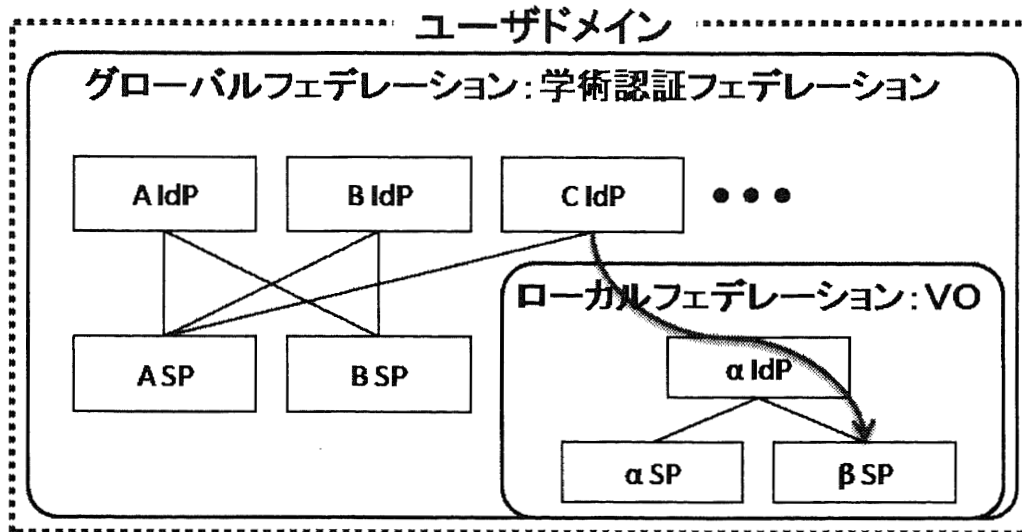 ユーザドメイン
グローバルフェデレーション：学術認証フェデレーション
A IdP
B IdP
C IdP
●●●
ローカルフェデレーション：VO
A SP
B SP
α IdP
α SP
β SP